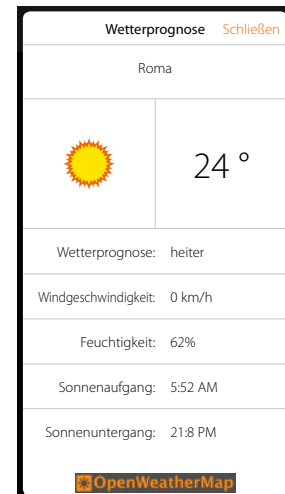 Wetterprognose Schließen
Roma
24 °
Wetterprognose: heiter
Windgeschwindigkeit: 0 km/h
Feuchtigkeit: 62%
Sonnenaufgang: 5:52 AM
Sonnenuntergang: 21:8 PM
OpenWeatherMap